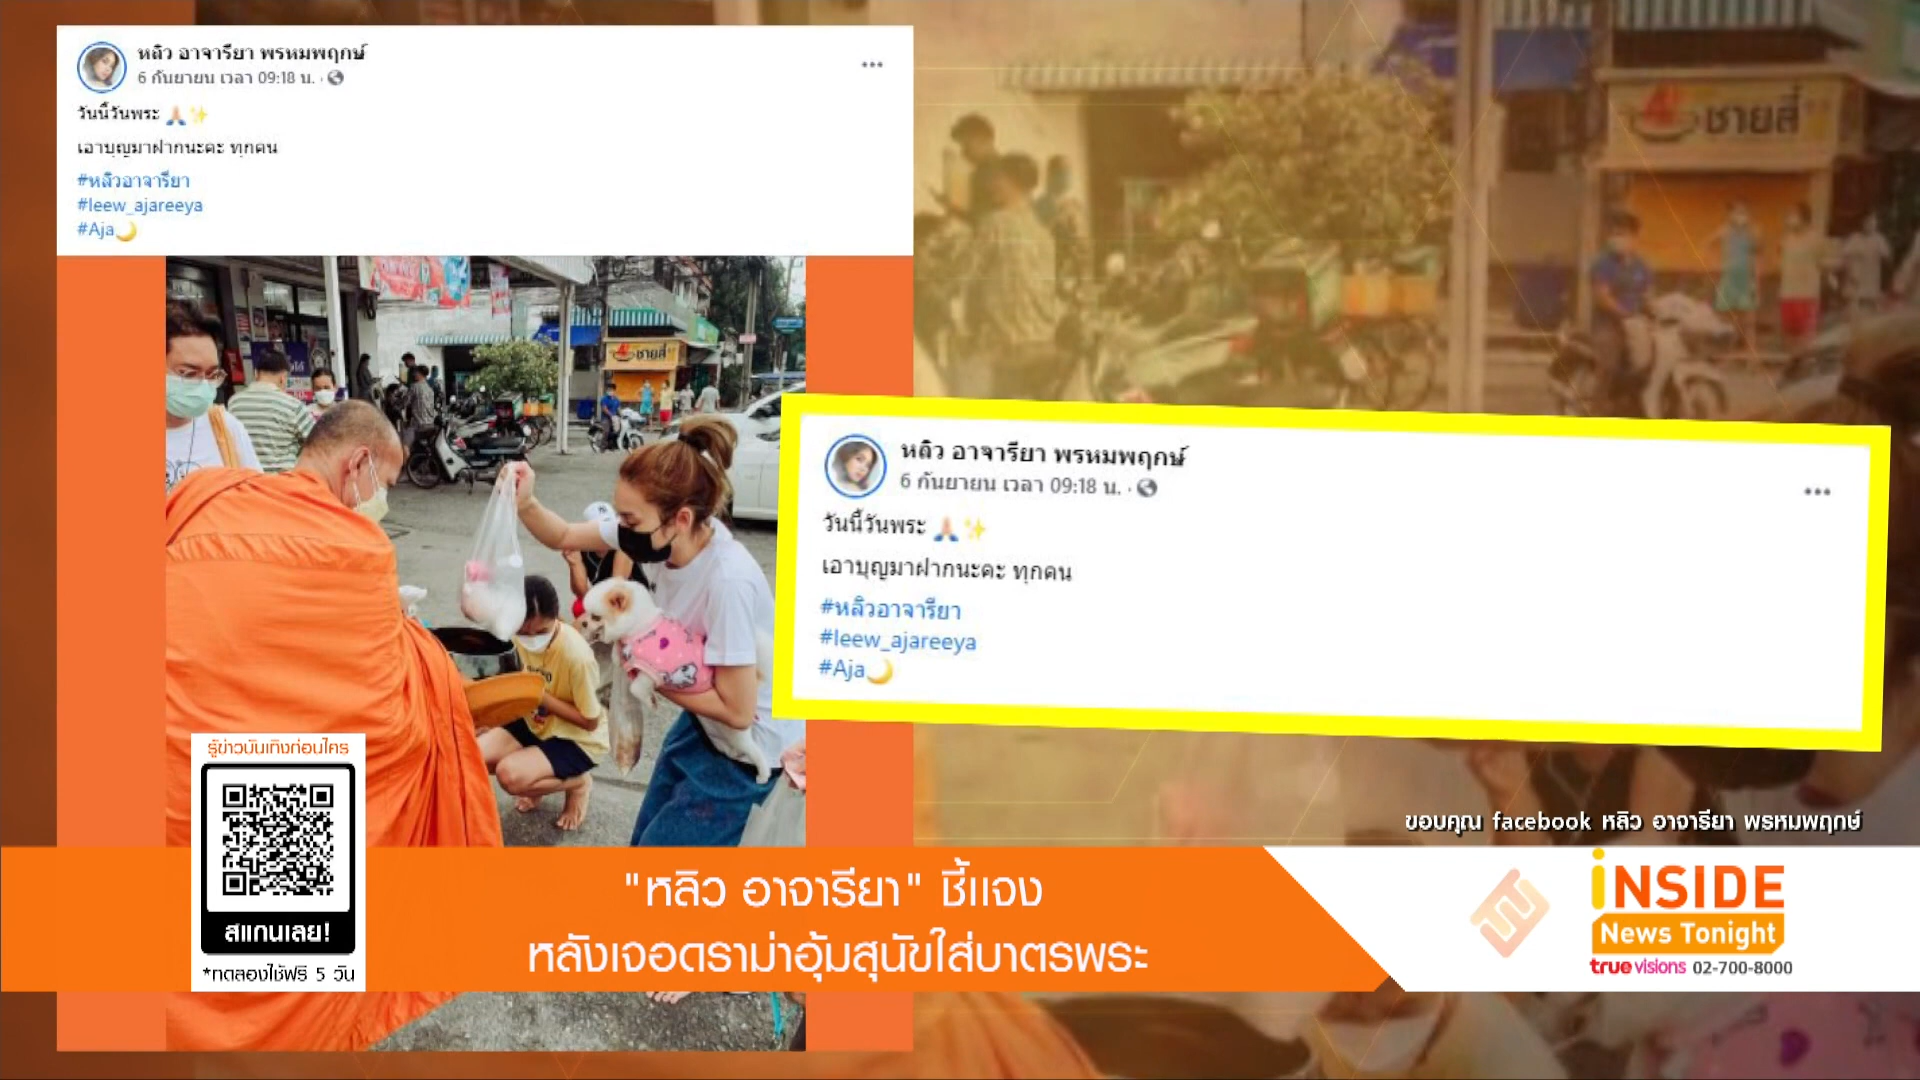 หลิว อาจารียา พรหมพฤกษ์
6 กันยายน เวลา 09:18 น.
วันนี้วันพระ 🙏✨
เอาบุญมาฝากนะคะ ทุกคน
#หลิวอาจารียา
#leew_ajareeya
#Aja🌙
ชายสี่
ชายสี่
หลิว อาจารียา พรหมพฤกษ์
6 กันยายน เวลา 09:18 น.
วันนี้วันพระ 🙏✨
เอาบุญมาฝากนะคะ ทุกคน
#หลิวอาจารียา
#leew_ajareeya
#Aja🌙
รู้ข่าวบันเทิงก่อนใคร
สแกนเลย!
*ทดลองใช้ฟรี 5 วัน
ขอบคุณ facebook หลิว อาจารียา พรหมพฤกษ์
"หลิว อาจารียา" ชี้แจง
หลังเจอดราม่าอุ้มสุนัขใส่บาตรพระ
iNSIDE
News Tonight
truevisions 02-700-8000